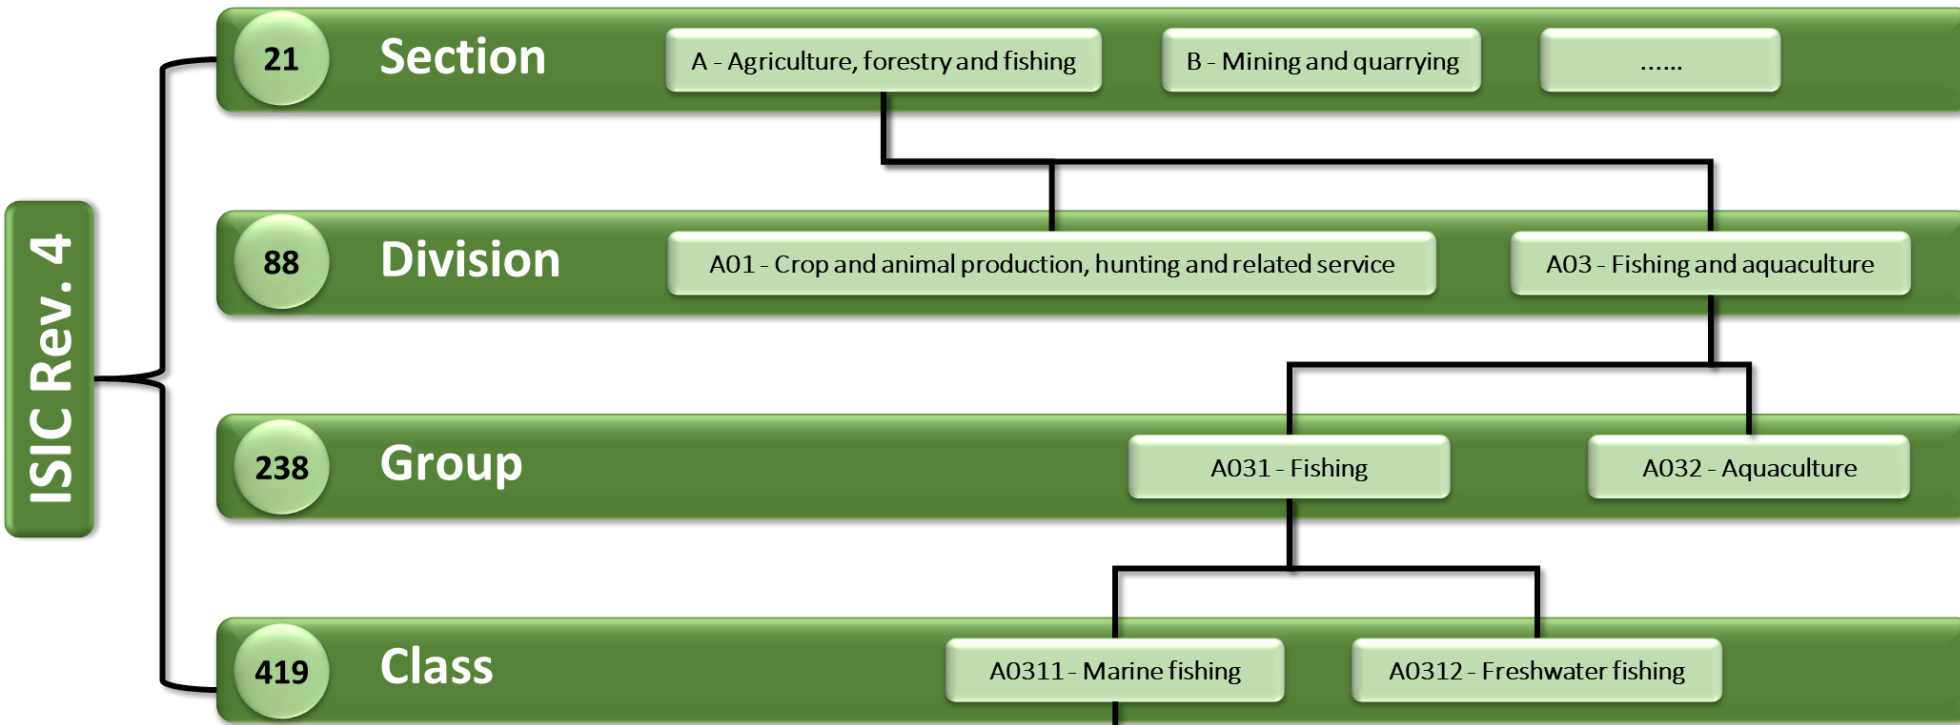 ISIC Rev. 4
21
Section
A - Agriculture, forestry and fishing
B - Mining and quarrying
......
88
Division
A01 - Crop and animal production, hunting and related service
A03 - Fishing and aquaculture
238
Group
A031 - Fishing
A032 - Aquaculture
419
Class
A0311 - Marine fishing
A0312 - Freshwater fishing